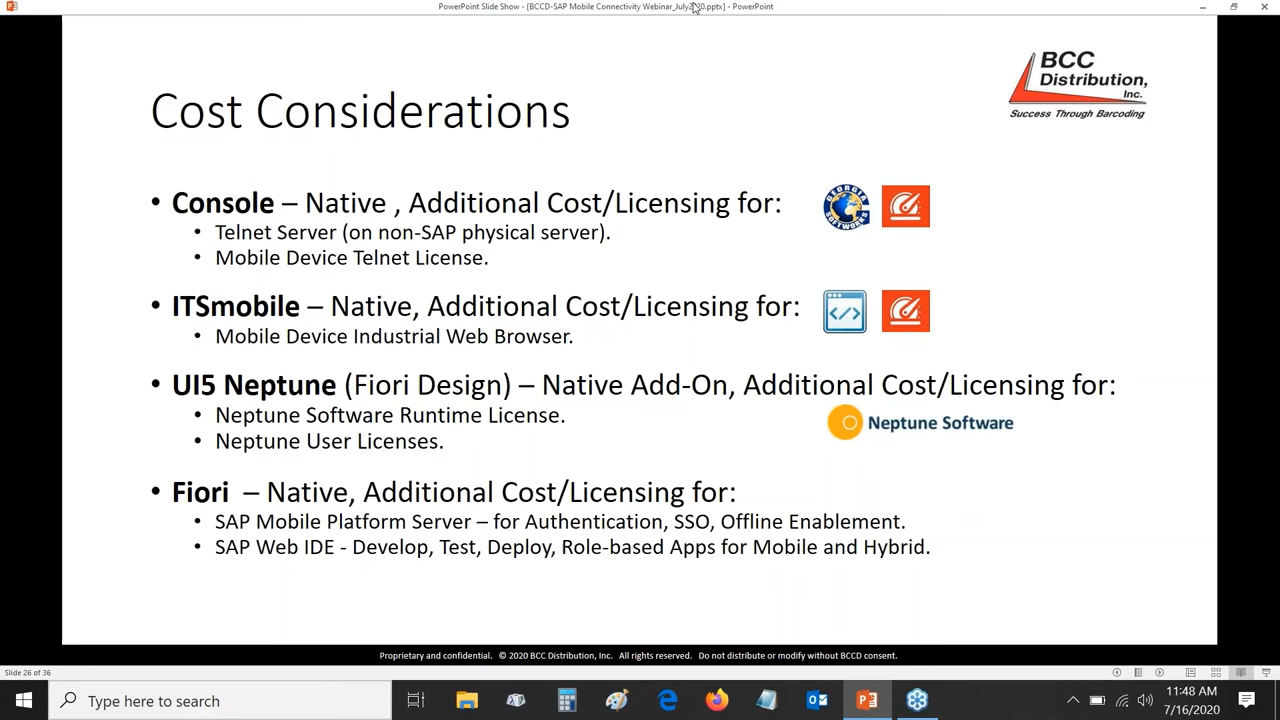 PowerPoint Slide Show - [BCCD-SAP Mobile Connectivity Webinar_July2020.pptx] - PowerPoint
BCC
Distribution,
Inc.
Success Through Barcoding
Cost Considerations
• Console – Native , Additional Cost/Licensing for:
GEORGIA SOFTWORKS
• Telnet Server (on non-SAP physical server).
• Mobile Device Telnet License.
• ITSmobile – Native, Additional Cost/Licensing for:
</>
• Mobile Device Industrial Web Browser.
• UI5 Neptune (Fiori Design) – Native Add-On, Additional Cost/Licensing for:
• Neptune Software Runtime License.
Neptune Software
• Neptune User Licenses.
• Fiori – Native, Additional Cost/Licensing for:
• SAP Mobile Platform Server – for Authentication, SSO, Offline Enablement.
• SAP Web IDE - Develop, Test, Deploy, Role-based Apps for Mobile and Hybrid.
Proprietary and confidential. © 2020 BCC Distribution, Inc. All rights reserved. Do not distribute or modify without BCCD consent.
Slide 26 of 36
Type here to search
11:48 AM
7/16/2020